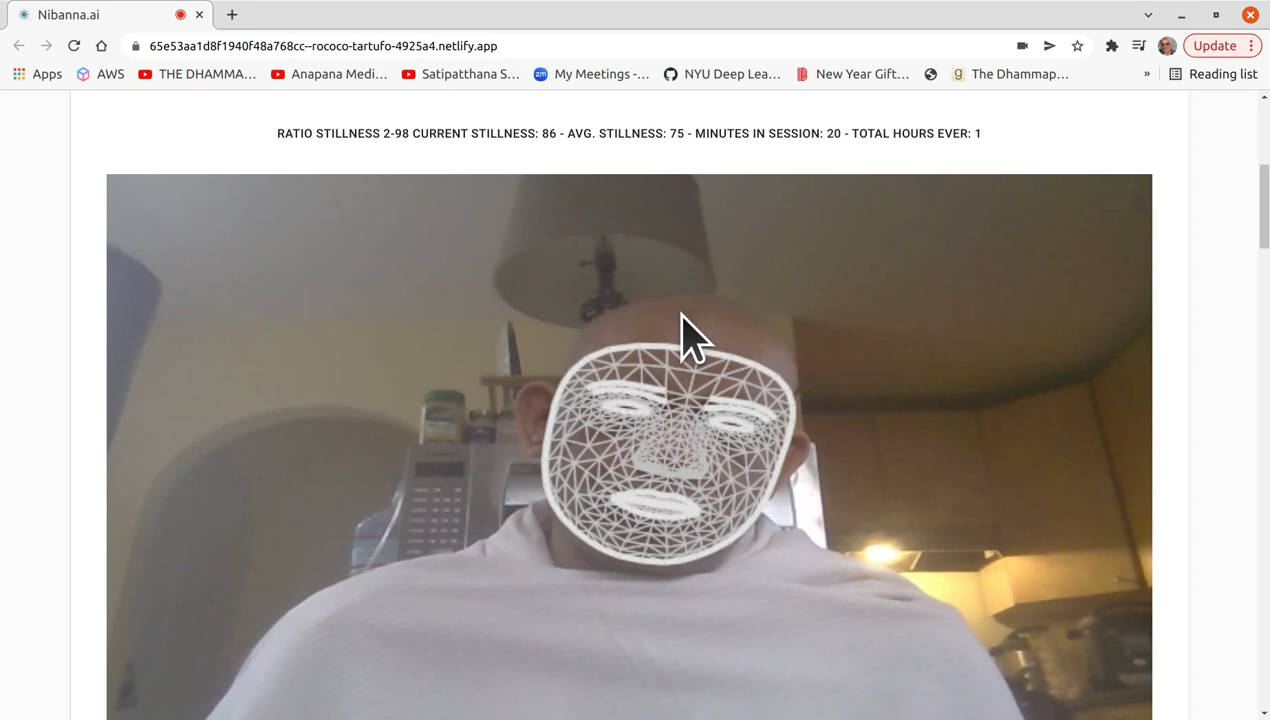 Nibanna.ai
65e53aa1d8f1940f48a768cc--rococo-tartufo-4925a4.netlify.app
Update
Apps AWS THE DHAMMA... Anapana Medi... Satipatthana S... My Meetings -... NYU Deep Lea... New Year Gift... The Dhammap... » Reading list
RATIO STILLNESS 2-98 CURRENT STILLNESS: 86 - AVG. STILLNESS: 75 - MINUTES IN SESSION: 20 - TOTAL HOURS EVER: 1